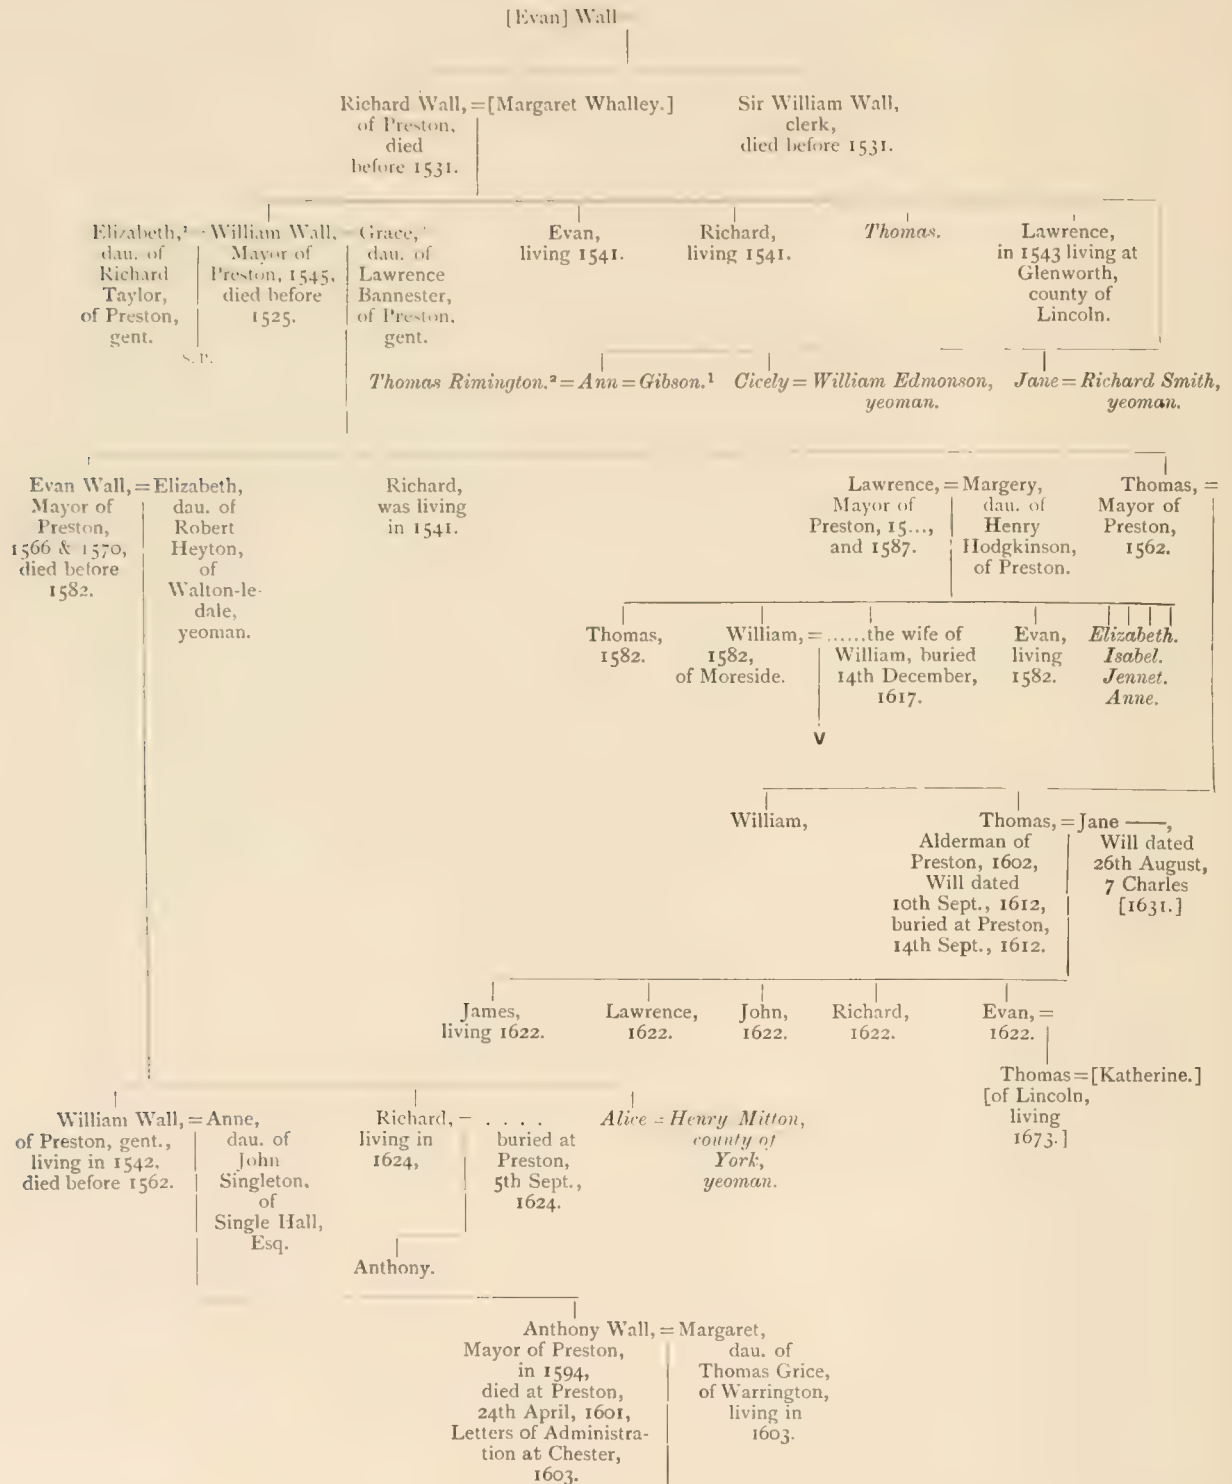 [Evan] Wall
Richard Wall, = [Margaret Whalley.]
of Preston,
died
before 1531.
Sir William Wall,
clerk,
died before 1531.
Elizabeth,¹
dau. of
Richard
Taylor,
of Preston,
gent.
William Wall,
Mayor of
Preston, 1545,
died before
1525.
Grace,
dau. of
Lawrence
Bannester,
of Preston,
gent.
S.P.
Evan,
living 1541.
Richard,
living 1541.
Thomas.
Lawrence,
in 1543 living at
Glenworth,
county of
Lincoln.
Thomas Rimington.² = Ann = Gibson.¹
Cicely = William Edmonson,
yeoman.
Jane = Richard Smith,
yeoman.
Evan Wall, =
Mayor of
Preston,
1566 & 1570,
died before
1582.
Elizabeth,
dau. of
Robert
Heyton,
of
Walton-le-
dale,
yeoman.
Richard,
was living
in 1541.
Lawrence, =
Mayor of
Preston, 15...,
and 1587.
Margery,
dau. of
Henry
Hodgkinson,
of Preston.
Thomas, =
Mayor of
Preston,
1562.
Thomas,
1582.
William, =
1582,
of Moreside.
......the wife of
William, buried
14th December,
1617.
Evan,
living
1582.
Elizabeth.
Isabel.
Jennet.
Anne.
William,
Thomas, =
Alderman of
Preston, 1602,
Will dated
10th Sept., 1612,
buried at Preston,
14th Sept., 1612.
Jane ——,
Will dated
26th August,
7 Charles
[1631.]
James,
living 1622.
Lawrence,
1622.
John,
1622.
Richard,
1622.
Evan, =
1622.
Thomas = [Katherine.]
[of Lincoln,
living
1673.]
William Wall, =
of Preston, gent.,
living in 1542,
died before 1562.
Anne,
dau. of
John
Singleton,
of
Single Hall,
Esq.
Richard, =
living in
1624,
. . . .
buried at
Preston,
5th Sept.,
1624.
Alice = Henry Mitton,
county of
York,
yeoman.
Anthony.
Anthony Wall, =
Mayor of Preston,
in 1594,
died at Preston,
24th April, 1601,
Letters of Administra-
tion at Chester,
1603.
Margaret,
dau. of
Thomas Grice,
of Warrington,
living in
1603.